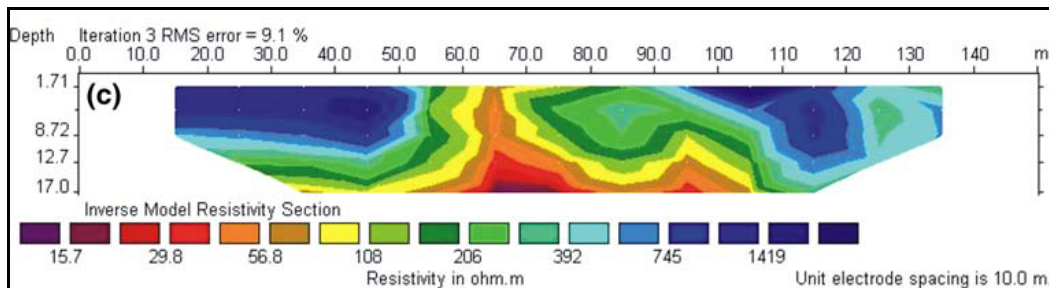 Depth Iteration 3 RMS error = 9.1 %
0.0 20.0 30.0 40.0 50.0 60.0 70.0 80.0 90.0 100 110 120 130 140 m
1.71
(c)
8.72
12.7
17.0
Inverse Model Resistivity Section
15.7 29.8 56.8 108 206 392 745 1419
Resistivity in ohm.m Unit electrode spacing is 10.0 m.